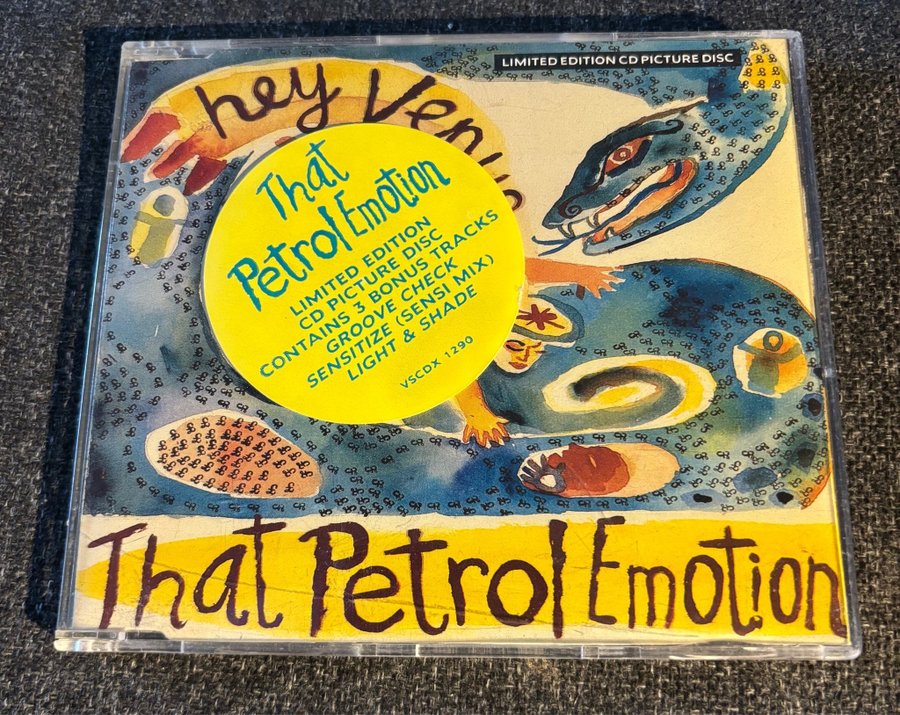 LIMITED EDITION CD PICTURE DISC
hey Venus
That
Petrol Emotion
LIMITED EDITION
CD PICTURE DISC
CONTAINS 3 BONUS TRACKS
GROOVE CHECK
SENSITIZE (SENSI MIX)
LIGHT & SHADE
VSCDX 1290
That Petrol Emotion